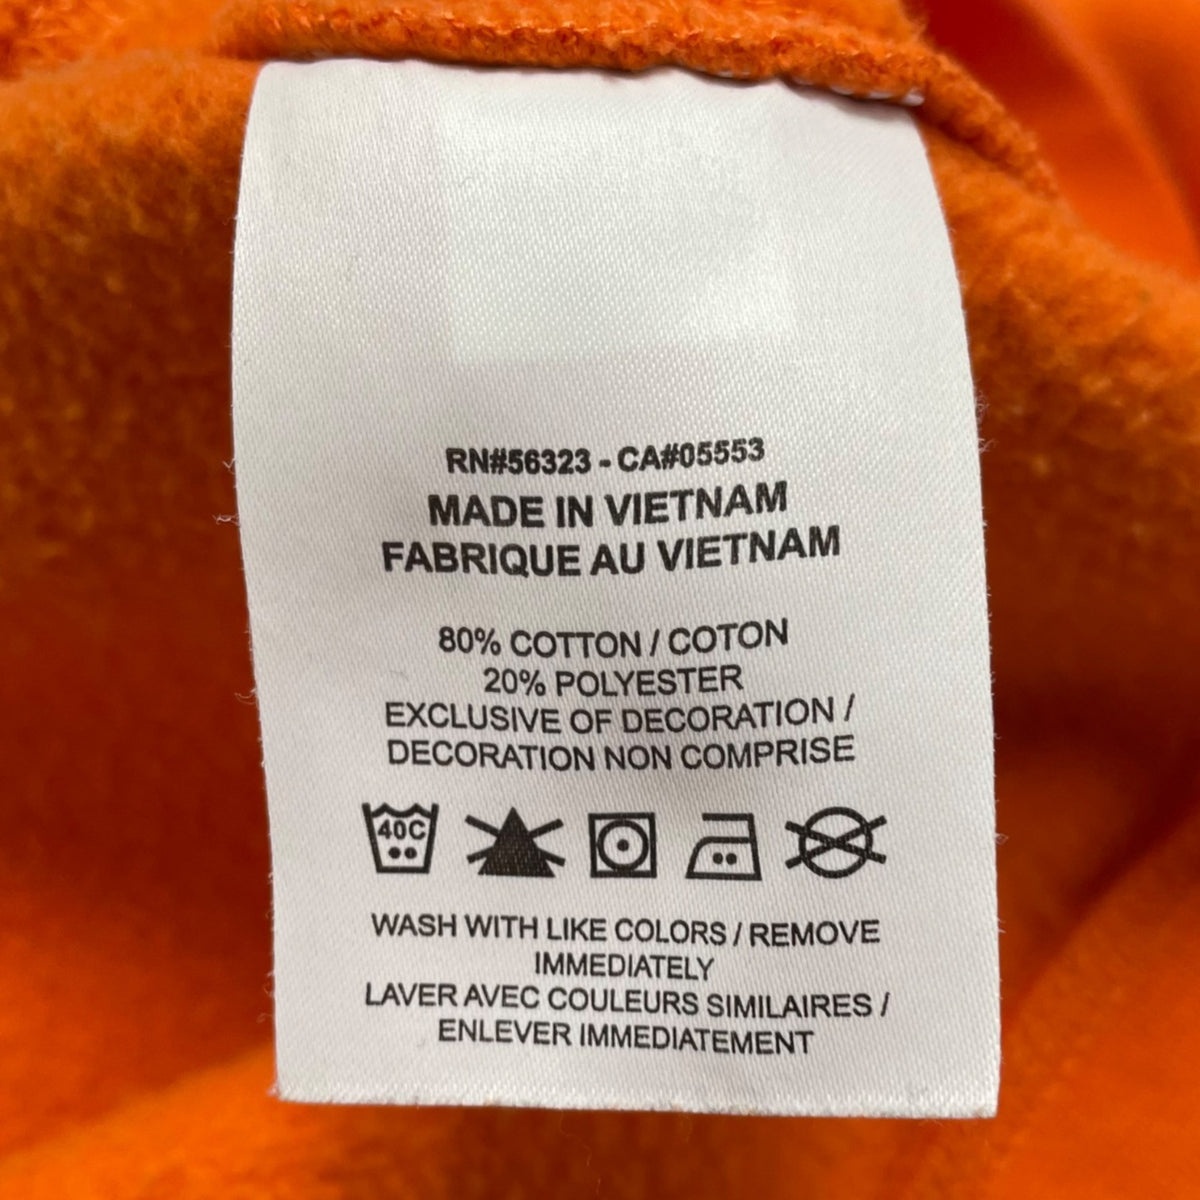 RN#56323 - CA#05553
MADE IN VIETNAM
FABRIQUE AU VIETNAM
80% COTTON / COTON
20% POLYESTER
EXCLUSIVE OF DECORATION /
DECORATION NON COMPRISE
40C
WASH WITH LIKE COLORS / REMOVE
IMMEDIATELY
LAVER AVEC COULEURS SIMILAIRES /
ENLEVER IMMEDIATEMENT